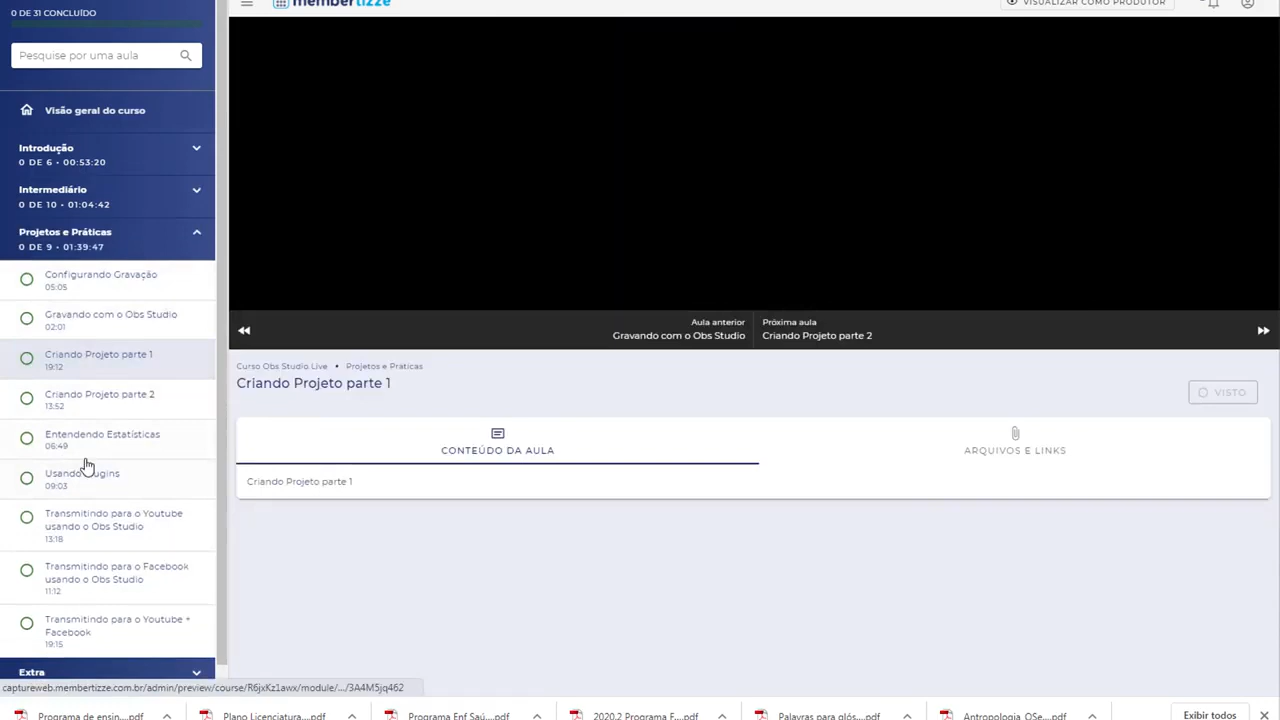 0 DE 31 CONCLUÍDO
Pesquise por uma aula
Visão geral do curso
Introdução
0 DE 6 • 00:53:20
Intermediário
0 DE 10 • 01:04:42
Projetos e Práticas
0 DE 9 • 01:39:47
Configurando Gravação
05:05
Gravando com o Obs Studio
02:01
Criando Projeto parte 1
19:12
Criando Projeto parte 2
13:52
Entendendo Estatísticas
06:49
Usando
09:03
Transmitindo para o Youtube
usando o Obs Studio
13:18
Transmitindo para o Facebook
usando o Obs Studio
11:12
Transmitindo para o Youtube +
Facebook
19:15
Extra
membertizze
VISUALIZAR COMO PRODUTOR
Aula anterior
Gravando com o Obs Studio
Próxima aula
Criando Projeto parte 2
Curso Obs Studio Live • Projetos e Práticas
Criando Projeto parte 1
VISTO
CONTEÚDO DA AULA
ARQUIVOS E LINKS
Criando Projeto parte 1
captureweb.membertizze.com.br/admin/preview/course/R6jxKz1awx/module/.../3A4M5jq462
Programa de ensin....pdf
Plano Licenciatura....pdf
Programa Enf Saú....pdf
2020.2 Programa F....pdf
Palavras para glós....pdf
Antropologia_QSe....pdf
Exibir todos